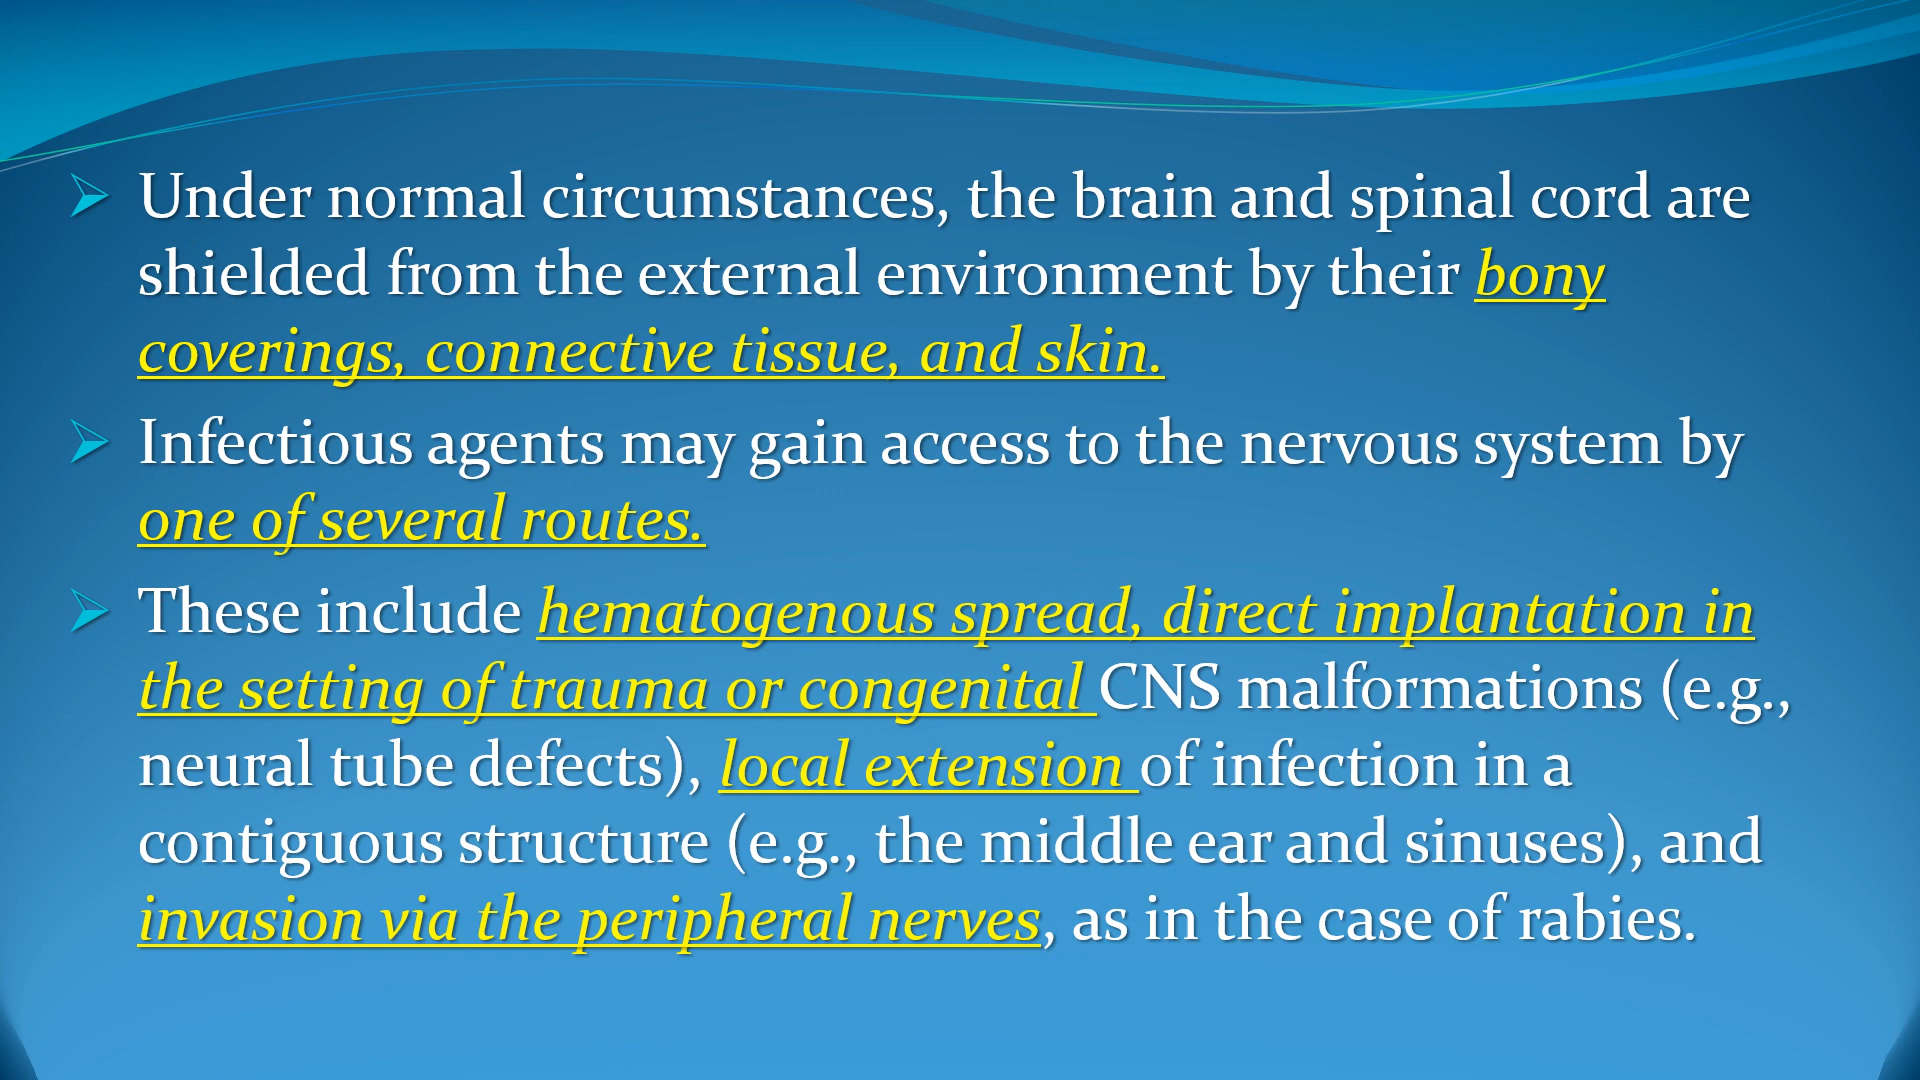 Under normal circumstances, the brain and spinal cord are
shielded from the external environment by their bony
coverings, connective tissue, and skin.
Infectious agents may gain access to the nervous system by
one of several routes.
These include hematogenous spread, direct implantation in
the setting of trauma or congenital CNS malformations (e.g.,
neural tube defects), local extension of infection in a
contiguous structure (e.g., the middle ear and sinuses), and
invasion via the peripheral nerves, as in the case of rabies.